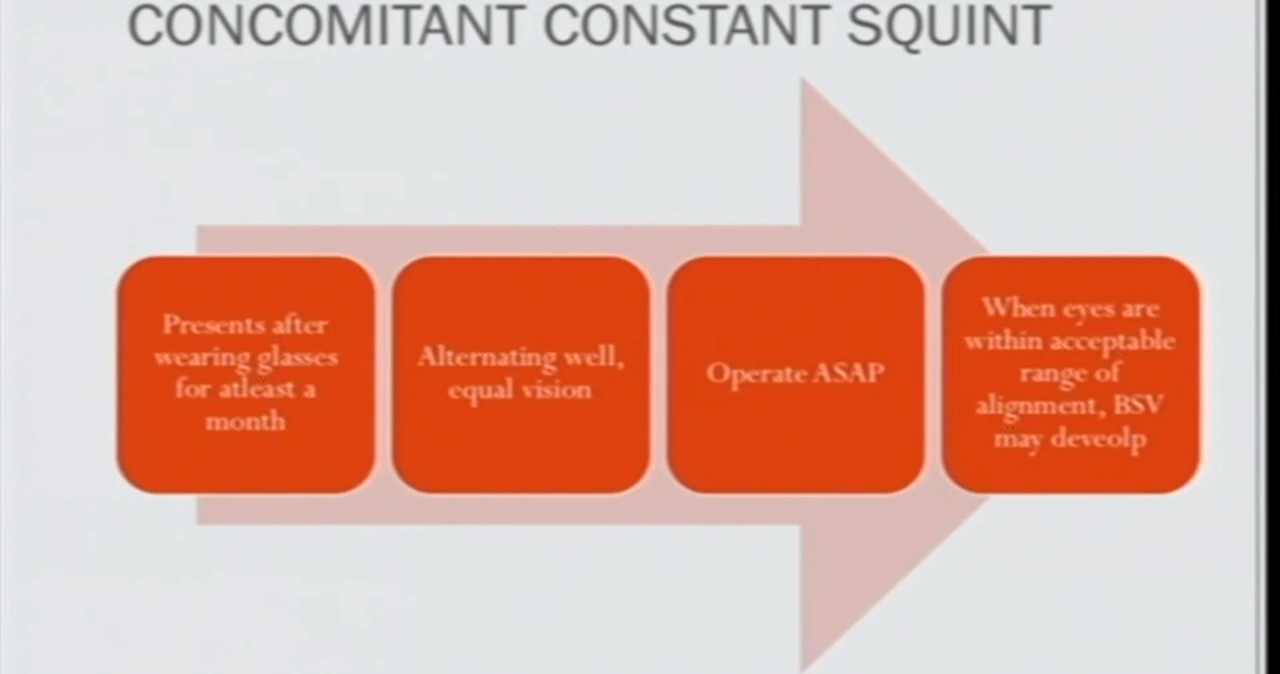 CONCOMITANT CONSTANT SQUINT
Presents after
wearing glasses
for atleast a
month
Alternating well,
equal vision
Operate ASAP
When eyes are
within acceptable
range of
alignment, BSV
may deveolp